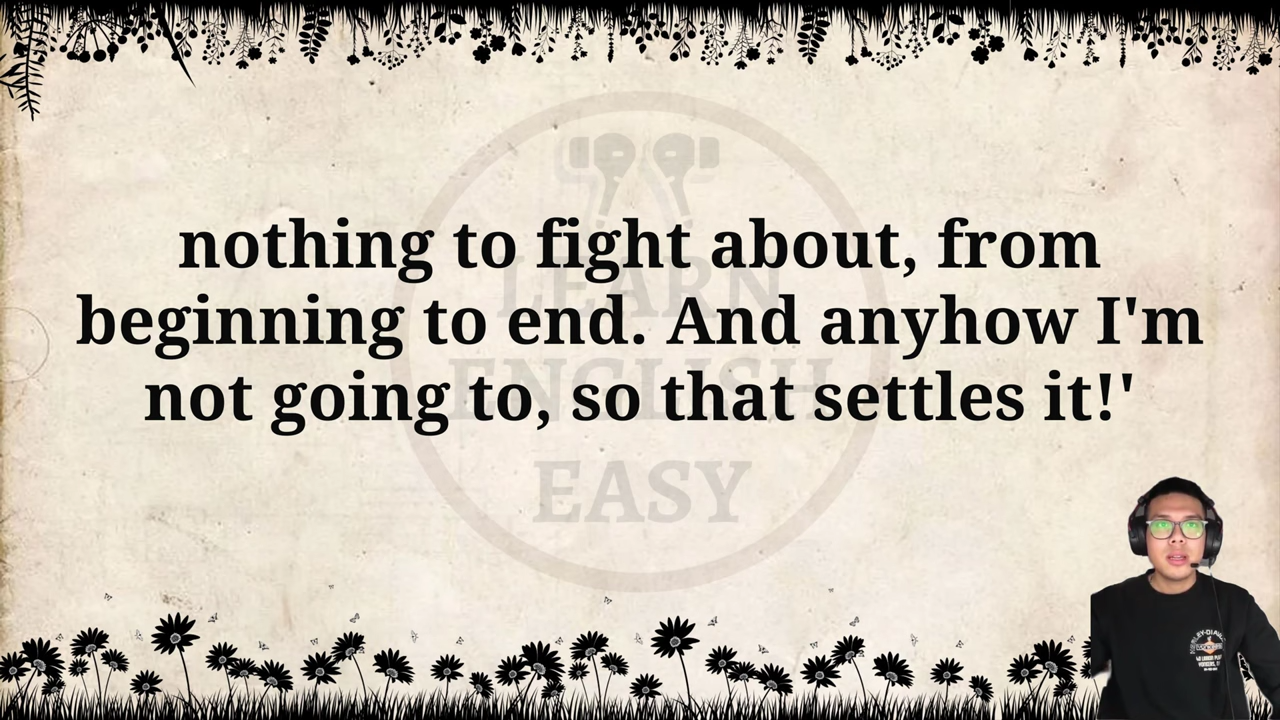 nothing to fight about, from
beginning to end. And anyhow I'm
not going to, so that settles it!'
LEARN
ENGLISH
EASY